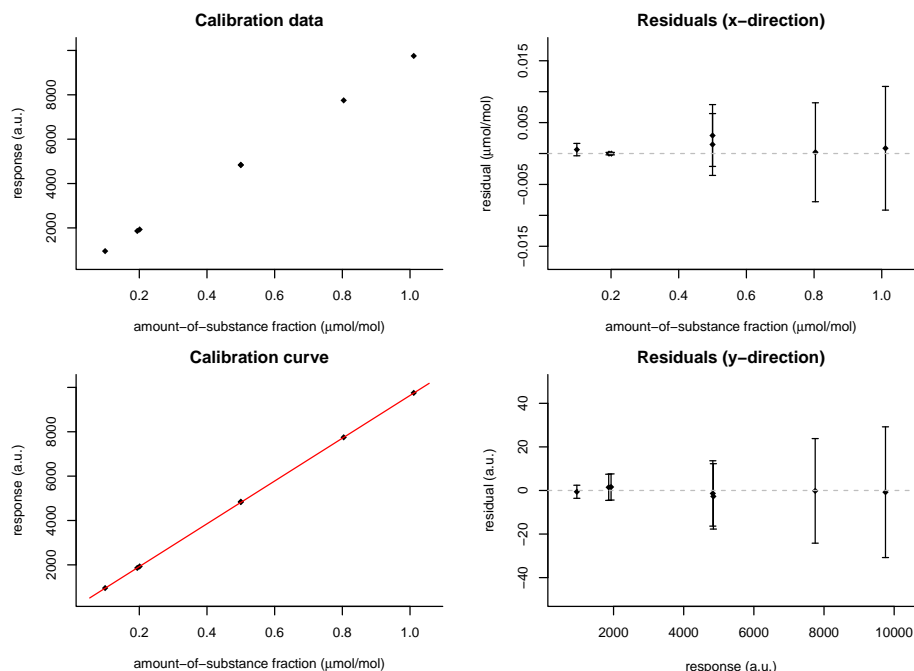 Calibration data
response (a.u.)
2000 4000 6000 8000
0.2 0.4 0.6 0.8 1.0
amount−of−substance fraction (μmol/mol)
Residuals (x−direction)
residual (μmol/mol)
−0.015 −0.005 0.005 0.015
0.2 0.4 0.6 0.8 1.0
amount−of−substance fraction (μmol/mol)
Calibration curve
response (a.u.)
2000 4000 6000 8000
0.2 0.4 0.6 0.8 1.0
amount−of−substance fraction (μmol/mol)
Residuals (y−direction)
residual (a.u.)
−40 −20 0 20 40
2000 4000 6000 8000 10000
response (a.u.)